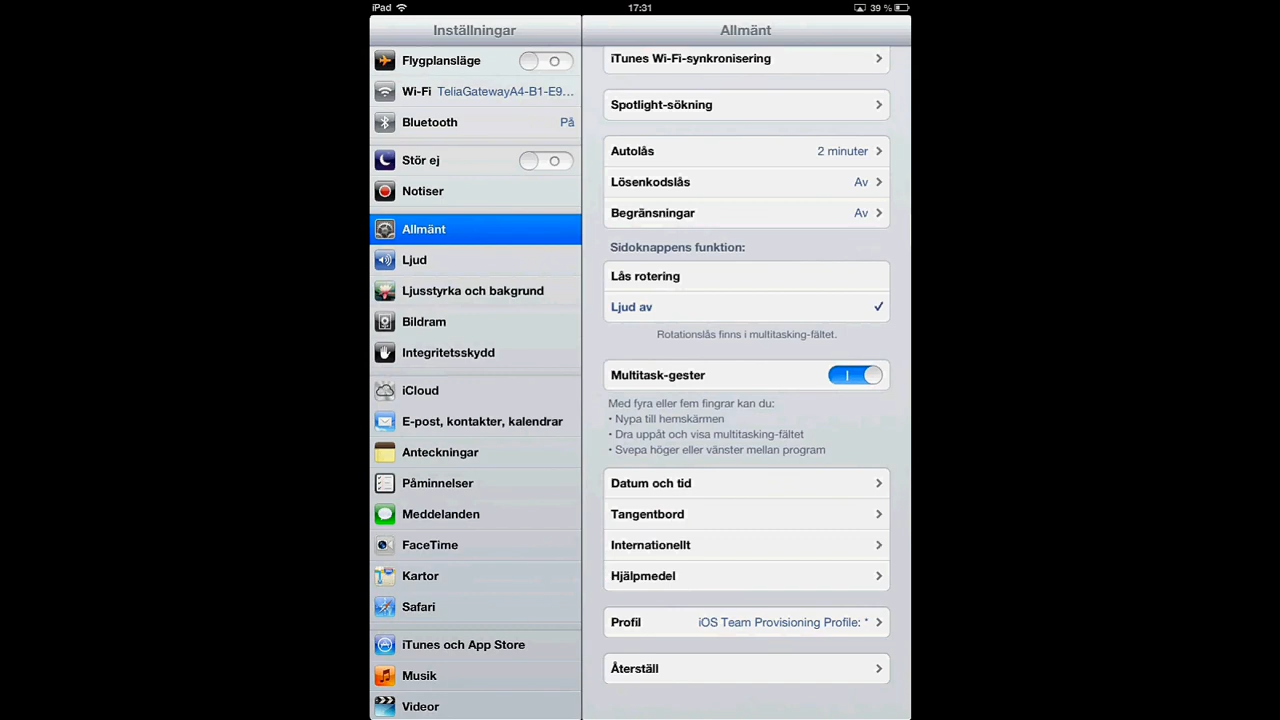 iPad
17:31
39 %
Inställningar
Flygplansläge
Wi-Fi TeliaGatewayA4-B1-E9...
Bluetooth På
Stör ej
Notiser
Allmänt
Ljud
Ljusstyrka och bakgrund
Bildram
Integritetsskydd
iCloud
E-post, kontakter, kalendrar
Anteckningar
Påminnelser
Meddelanden
FaceTime
Kartor
Safari
iTunes och App Store
Musik
Videor
Allmänt
iTunes Wi-Fi-synkronisering
Spotlight-sökning
Autolås 2 minuter
Lösenkodslås Av
Begränsningar Av
Sidoknappens funktion:
Lås rotering
Ljud av
Rotationslås finns i multitasking-fältet.
Multitask-gester
Med fyra eller fem fingrar kan du:
• Nypa till hemskärmen
• Dra uppåt och visa multitasking-fältet
• Svepa höger eller vänster mellan program
Datum och tid
Tangentbord
Internationellt
Hjälpmedel
Profil iOS Team Provisioning Profile: *
Återställ